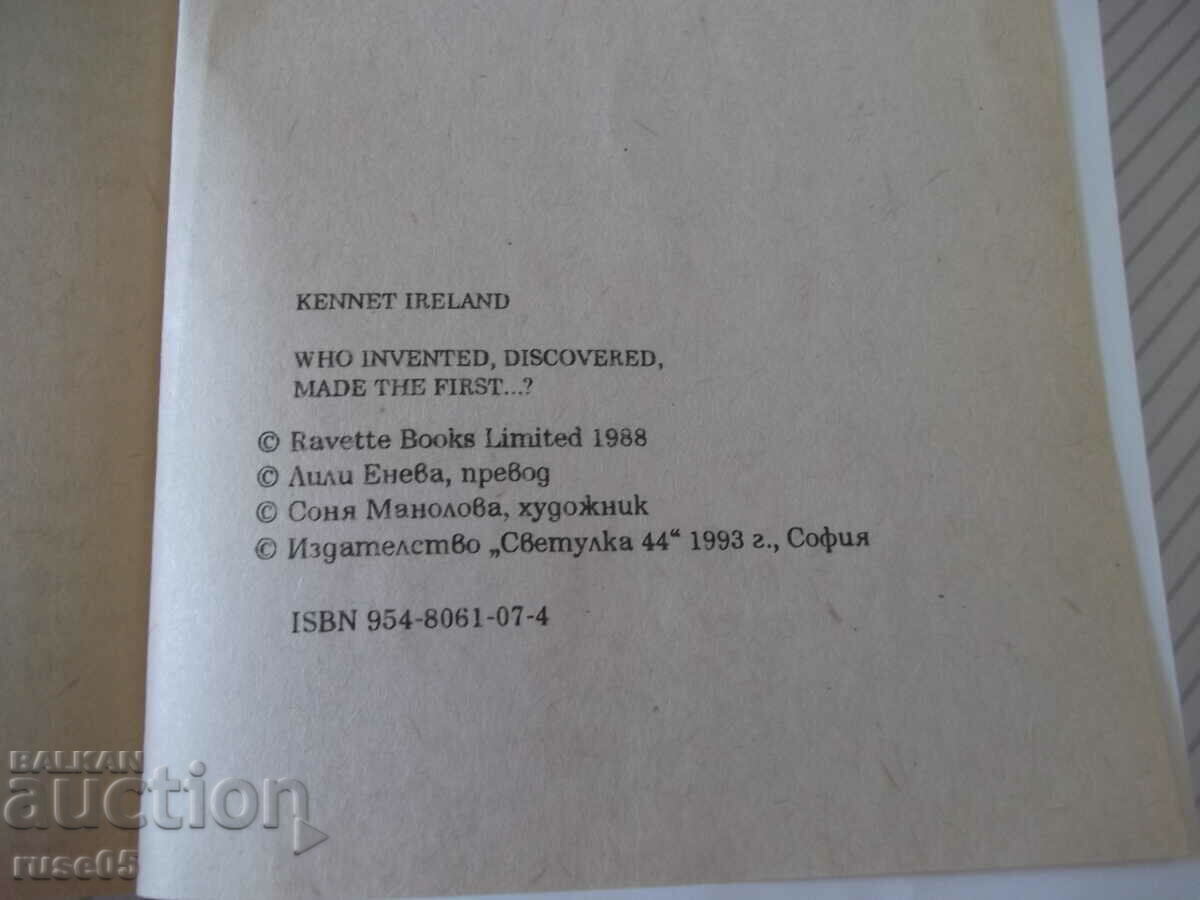 KENNET IRELAND
WHO INVENTED, DISCOVERED,
MADE THE FIRST...?
© Ravette Books Limited 1988
© Лили Енева, превод
© Соня Манолова, художник
© Издателство „Светулка 44“ 1993 г., София
ISBN 954-8061-07-4
BALKAN
auction
ruse05